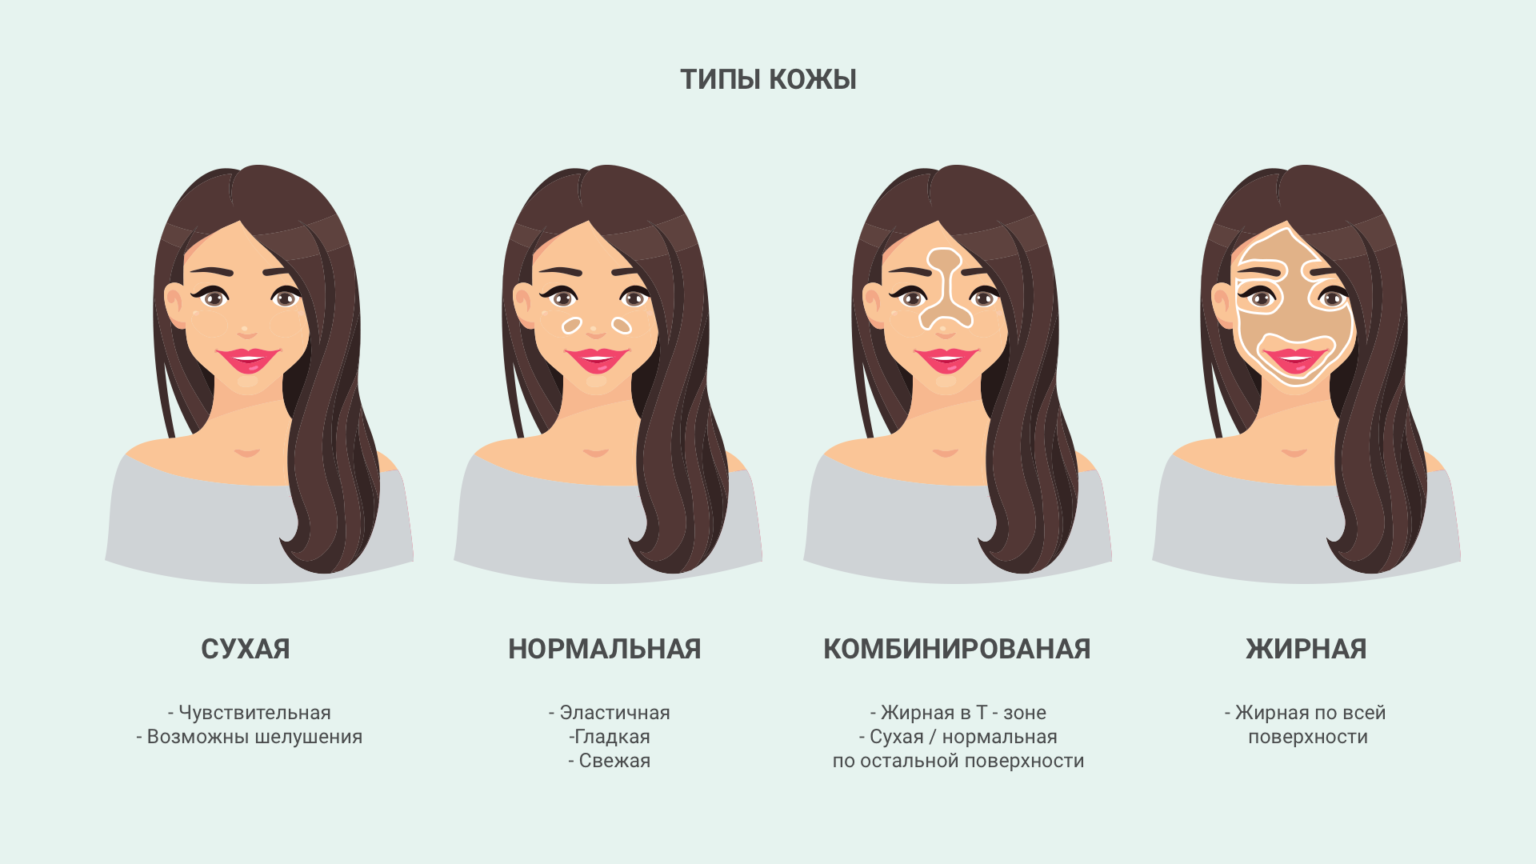 ТИПЫ КОЖЫ
СУХАЯ
- Чувствительная
- Возможны шелушения
НОРМАЛЬНАЯ
- Эластичная
-Гладкая
- Свежая
КОМБИНИРОВАНАЯ
- Жирная в Т - зоне
- Сухая / нормальная
по остальной поверхности
ЖИРНАЯ
- Жирная по всей
поверхности